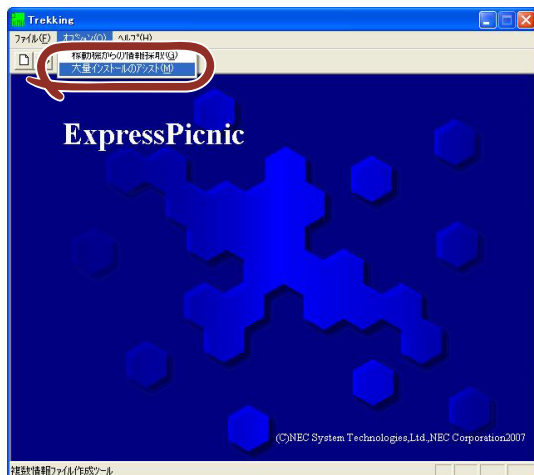 Trekking
ファイル(F) オプション(O) ヘルプ(H)
稼動機からの情報採取(G)
大量インストールのアシスト(M)
ExpressPicnic
(C)NEC System Technologies,Ltd.,NEC Corporation2007
複数情報ファイル作成ツール